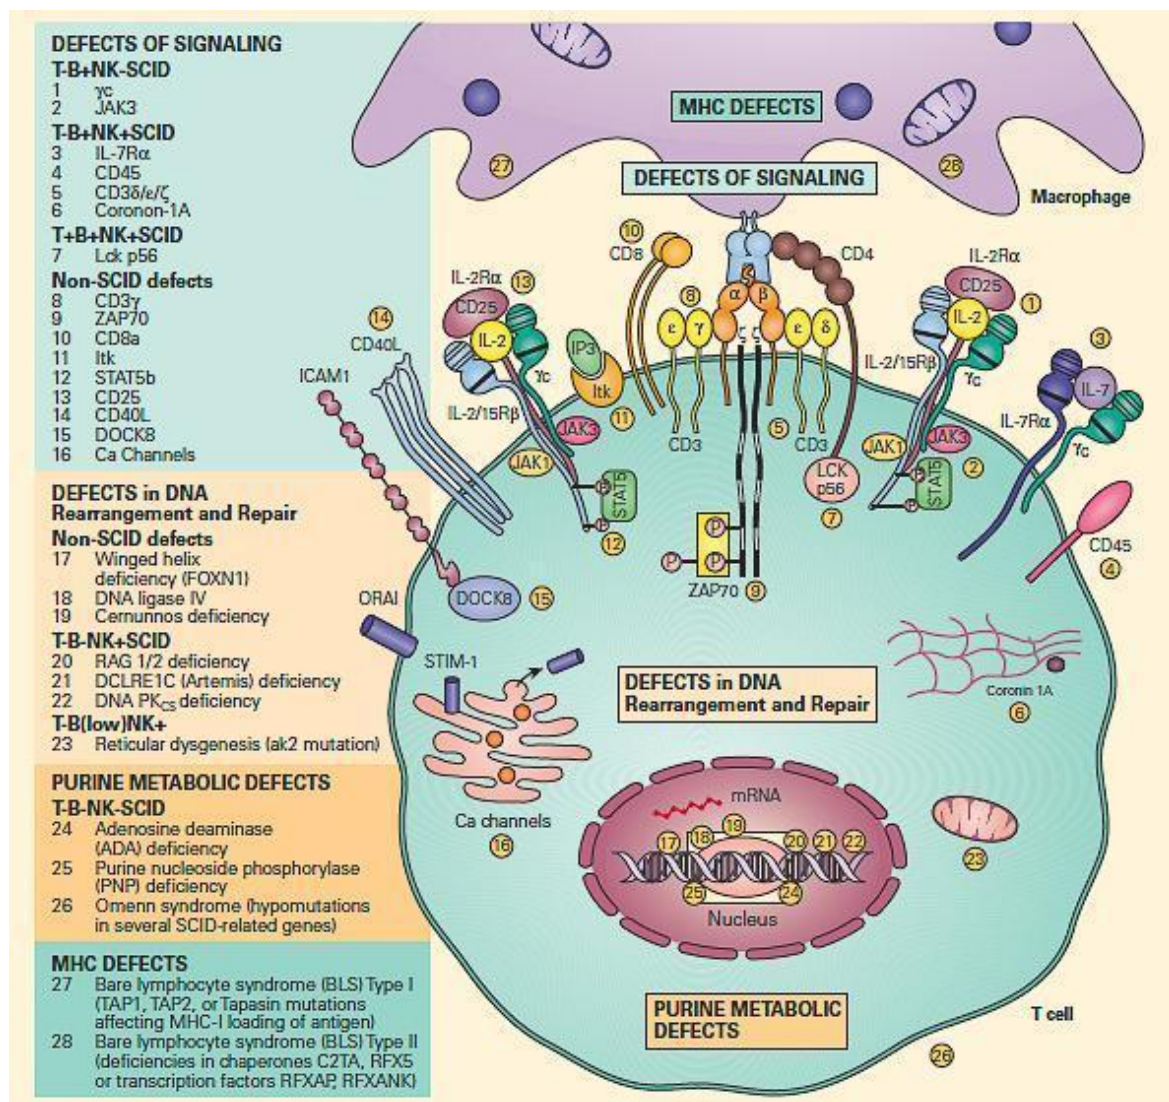 DEFECTS OF SIGNALING
T-B+NK-SCID
1 γc
2 JAK3
T-B+NK+SCID
3 IL-7Rα
4 CD45
5 CD3δ/ε/ζ
6 Coronon-1A
T+B+NK+SCID
7 Lck p56
Non-SCID defects
8 CD3γ
9 ZAP70
10 CD8a
11 Itk
12 STAT5b
13 CD25
14 CD40L
15 DOCK8
16 Ca Channels
DEFECTS in DNA
Rearrangement and Repair
Non-SCID defects
17 Winged helix
deficiency (FOXN1)
18 DNA ligase IV
19 Cernunnos deficiency
T-B-NK+SCID
20 RAG 1/2 deficiency
21 DCLRE1C (Artemis) deficiency
22 DNA PKCS deficiency
T-B(low)NK+
23 Reticular dysgenesis (ak2 mutation)
PURINE METABOLIC DEFECTS
T-B-NK-SCID
24 Adenosine deaminase
(ADA) deficiency
25 Purine nucleoside phosphorylase
(PNP) deficiency
26 Omenn syndrome (hypomutations
in several SCID-related genes)
MHC DEFECTS
27 Bare lymphocyte syndrome (BLS) Type I
(TAP1, TAP2, or Tapasin mutations
affecting MHC-I loading of antigen)
28 Bare lymphocyte syndrome (BLS) Type II
(deficiencies in chaperones C2TA, RFX5
or transcription factors RFXAP, RFXANK)
MHC DEFECTS
27
DEFECTS OF SIGNALING
Macrophage
10
CD8
CD4
IL-2Rα
13
CD25
IL-2
γc
IL-2/15Rβ
JAK3
JAK1
STAT5
P
P
12
14
CD40L
ICAM1
IP3
Itk
11
8
ε
γ
α
β
ζ
ζ
ζ
ε
δ
CD3
5
CD3
LCK
p56
7
IL-2Rα
CD25
1
IL-2
IL-2/15Rβ
γc
JAK1
JAK3
STAT5
P
P
2
3
IL-7
IL-7Rα
γc
CD45
4
P
P
P
ZAP70
9
ORAI
DOCK8
15
STIM-1
Ca channels
16
DEFECTS in DNA
Rearrangement and Repair
Coronin 1A
6
mRNA
17
18
19
20
21
22
25
24
Nucleus
23
PURINE METABOLIC
DEFECTS
T cell
26